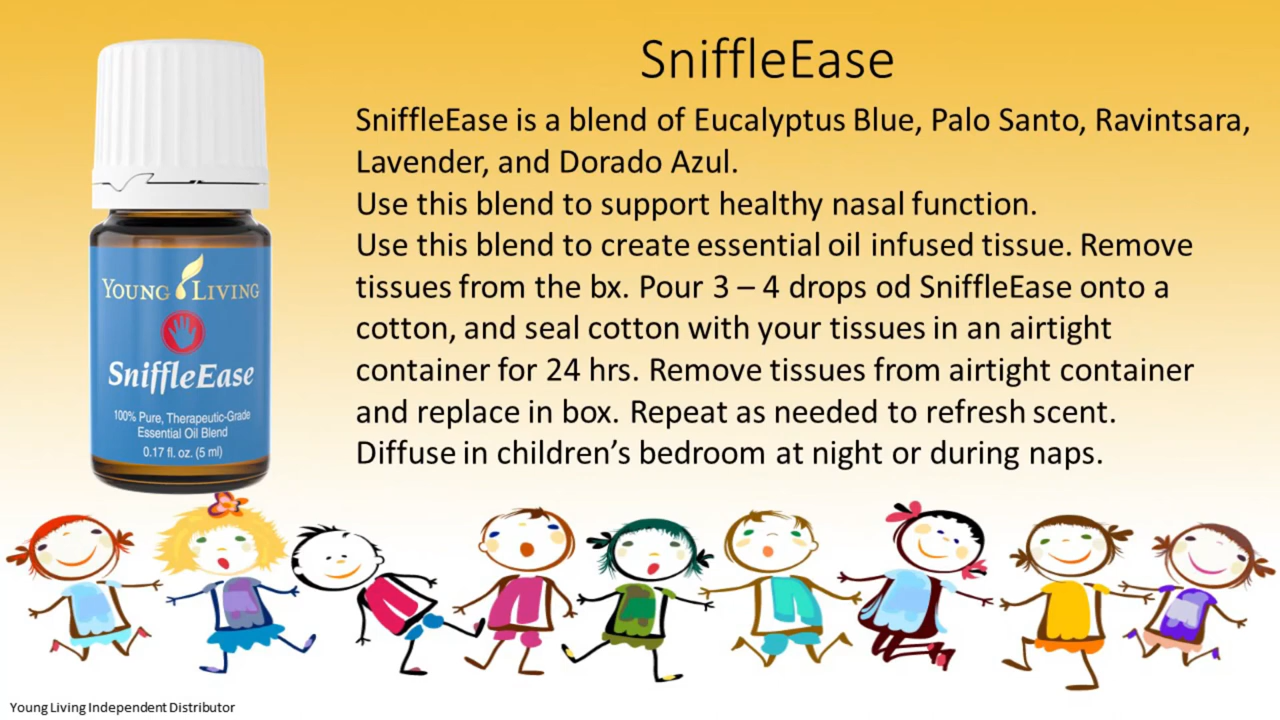 SniffleEase
SniffleEase is a blend of Eucalyptus Blue, Palo Santo, Ravintsara,
Lavender, and Dorado Azul.
Use this blend to support healthy nasal function.
Use this blend to create essential oil infused tissue. Remove
tissues from the bx. Pour 3 – 4 drops od SniffleEase onto a
cotton, and seal cotton with your tissues in an airtight
container for 24 hrs. Remove tissues from airtight container
and replace in box. Repeat as needed to refresh scent.
Diffuse in children’s bedroom at night or during naps.
YOUNG LIVING
SniffleEase
100% Pure, Therapeutic-Grade
Essential Oil Blend
0.17 fl. oz. (5 ml)
Young Living Independent Distributor